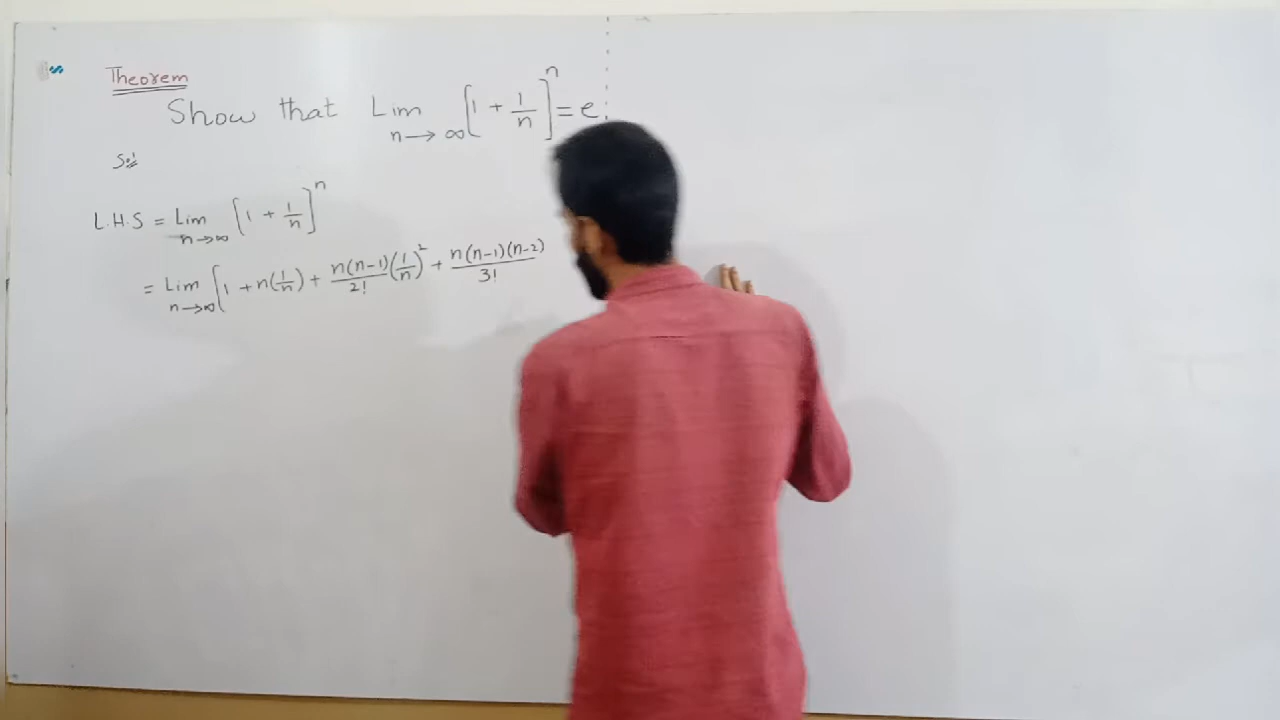 Theorem
Show that Lim n→∞ [1 + 1/n]^n = e
Sol
L.H.S = Lim n→∞ [1 + 1/n]^n
= Lim n→∞ [1 + n(1/n) + n(n-1)/2! (1/n)^2 + n(n-1)(n-2)/3!